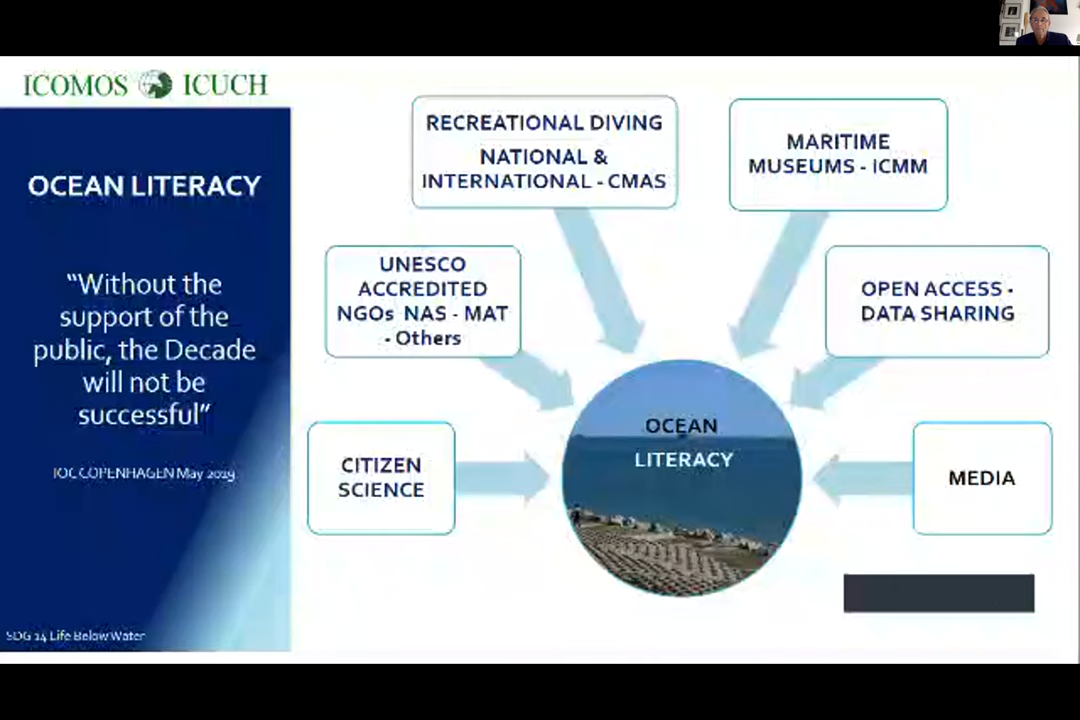 ICOMOS ICUCH
OCEAN LITERACY
“Without the
support of the
public, the Decade
will not be
successful”
IOC COPENHAGEN May 2019
SDG 14 Life Below Water
RECREATIONAL DIVING
NATIONAL &
INTERNATIONAL - CMAS
MARITIME
MUSEUMS - ICMM
UNESCO
ACCREDITED
NGOs NAS - MAT
- Others
OPEN ACCESS -
DATA SHARING
CITIZEN
SCIENCE
OCEAN
LITERACY
MEDIA